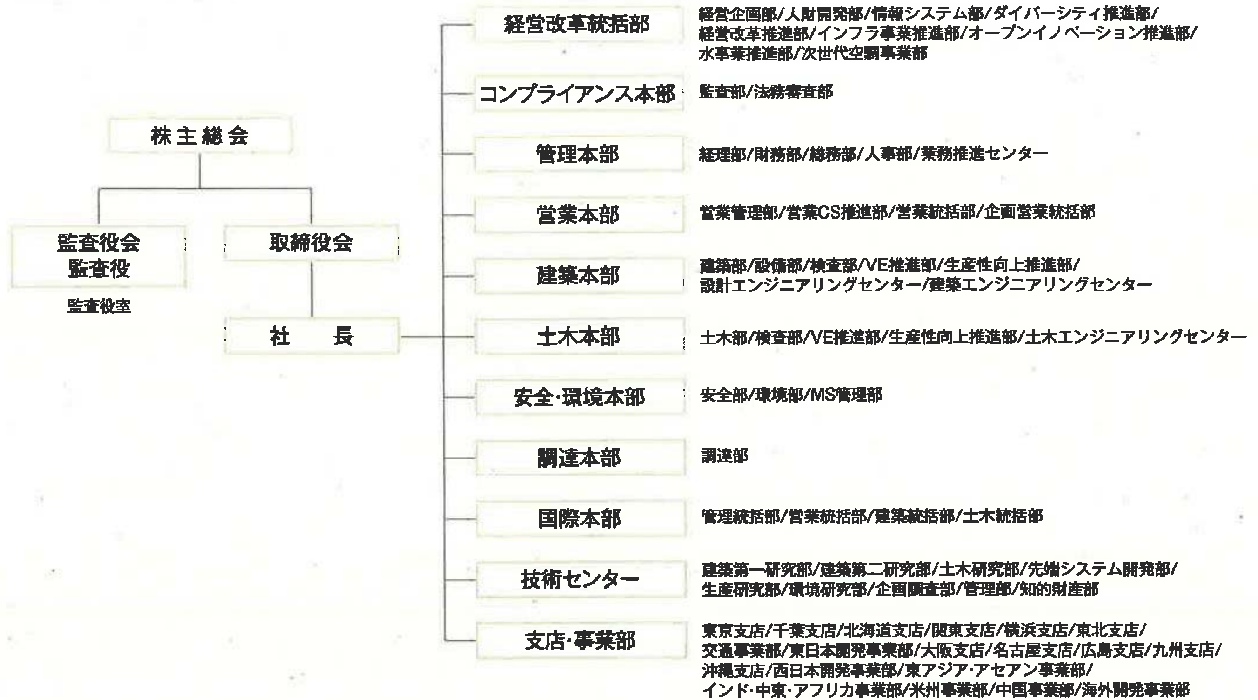 株主総会
監査役会
監査役
監査役室
取締役会
社　長
経営改革統括部
経営企画部/人財開発部/情報システム部/ダイバーシティ推進部/
経営改革推進部/インフラ事業推進部/オープンイノベーション推進部/
水事業推進部/次世代空調事業部
コンプライアンス本部
監査部/法務審査部
管理本部
経理部/財務部/総務部/人事部/業務推進センター
営業本部
営業管理部/営業CS推進部/営業統括部/企画営業統括部
建築本部
建築部/設備部/検査部/VE推進部/生産性向上推進部/
設計エンジニアリングセンター/建築エンジニアリングセンター
土木本部
土木部/検査部/VE推進部/生産性向上推進部/土木エンジニアリングセンター
安全・環境本部
安全部/環境部/MS管理部
調達本部
調達部
国際本部
管理統括部/営業統括部/建築統括部/土木統括部
技術センター
建築第一研究部/建築第二研究部/土木研究部/先端システム開発部/
生産研究部/環境研究部/企画調査部/管理部/知的財産部
支店・事業部
東京支店/千葉支店/北海道支店/関東支店/横浜支店/東北支店/
交通事業部/東日本開発事業部/大阪支店/名古屋支店/広島支店/九州支店/
沖縄支店/西日本開発事業部/東アジア・アセアン事業部/
インド・中東・アフリカ事業部/米州事業部/中国事業部/海外開発事業部